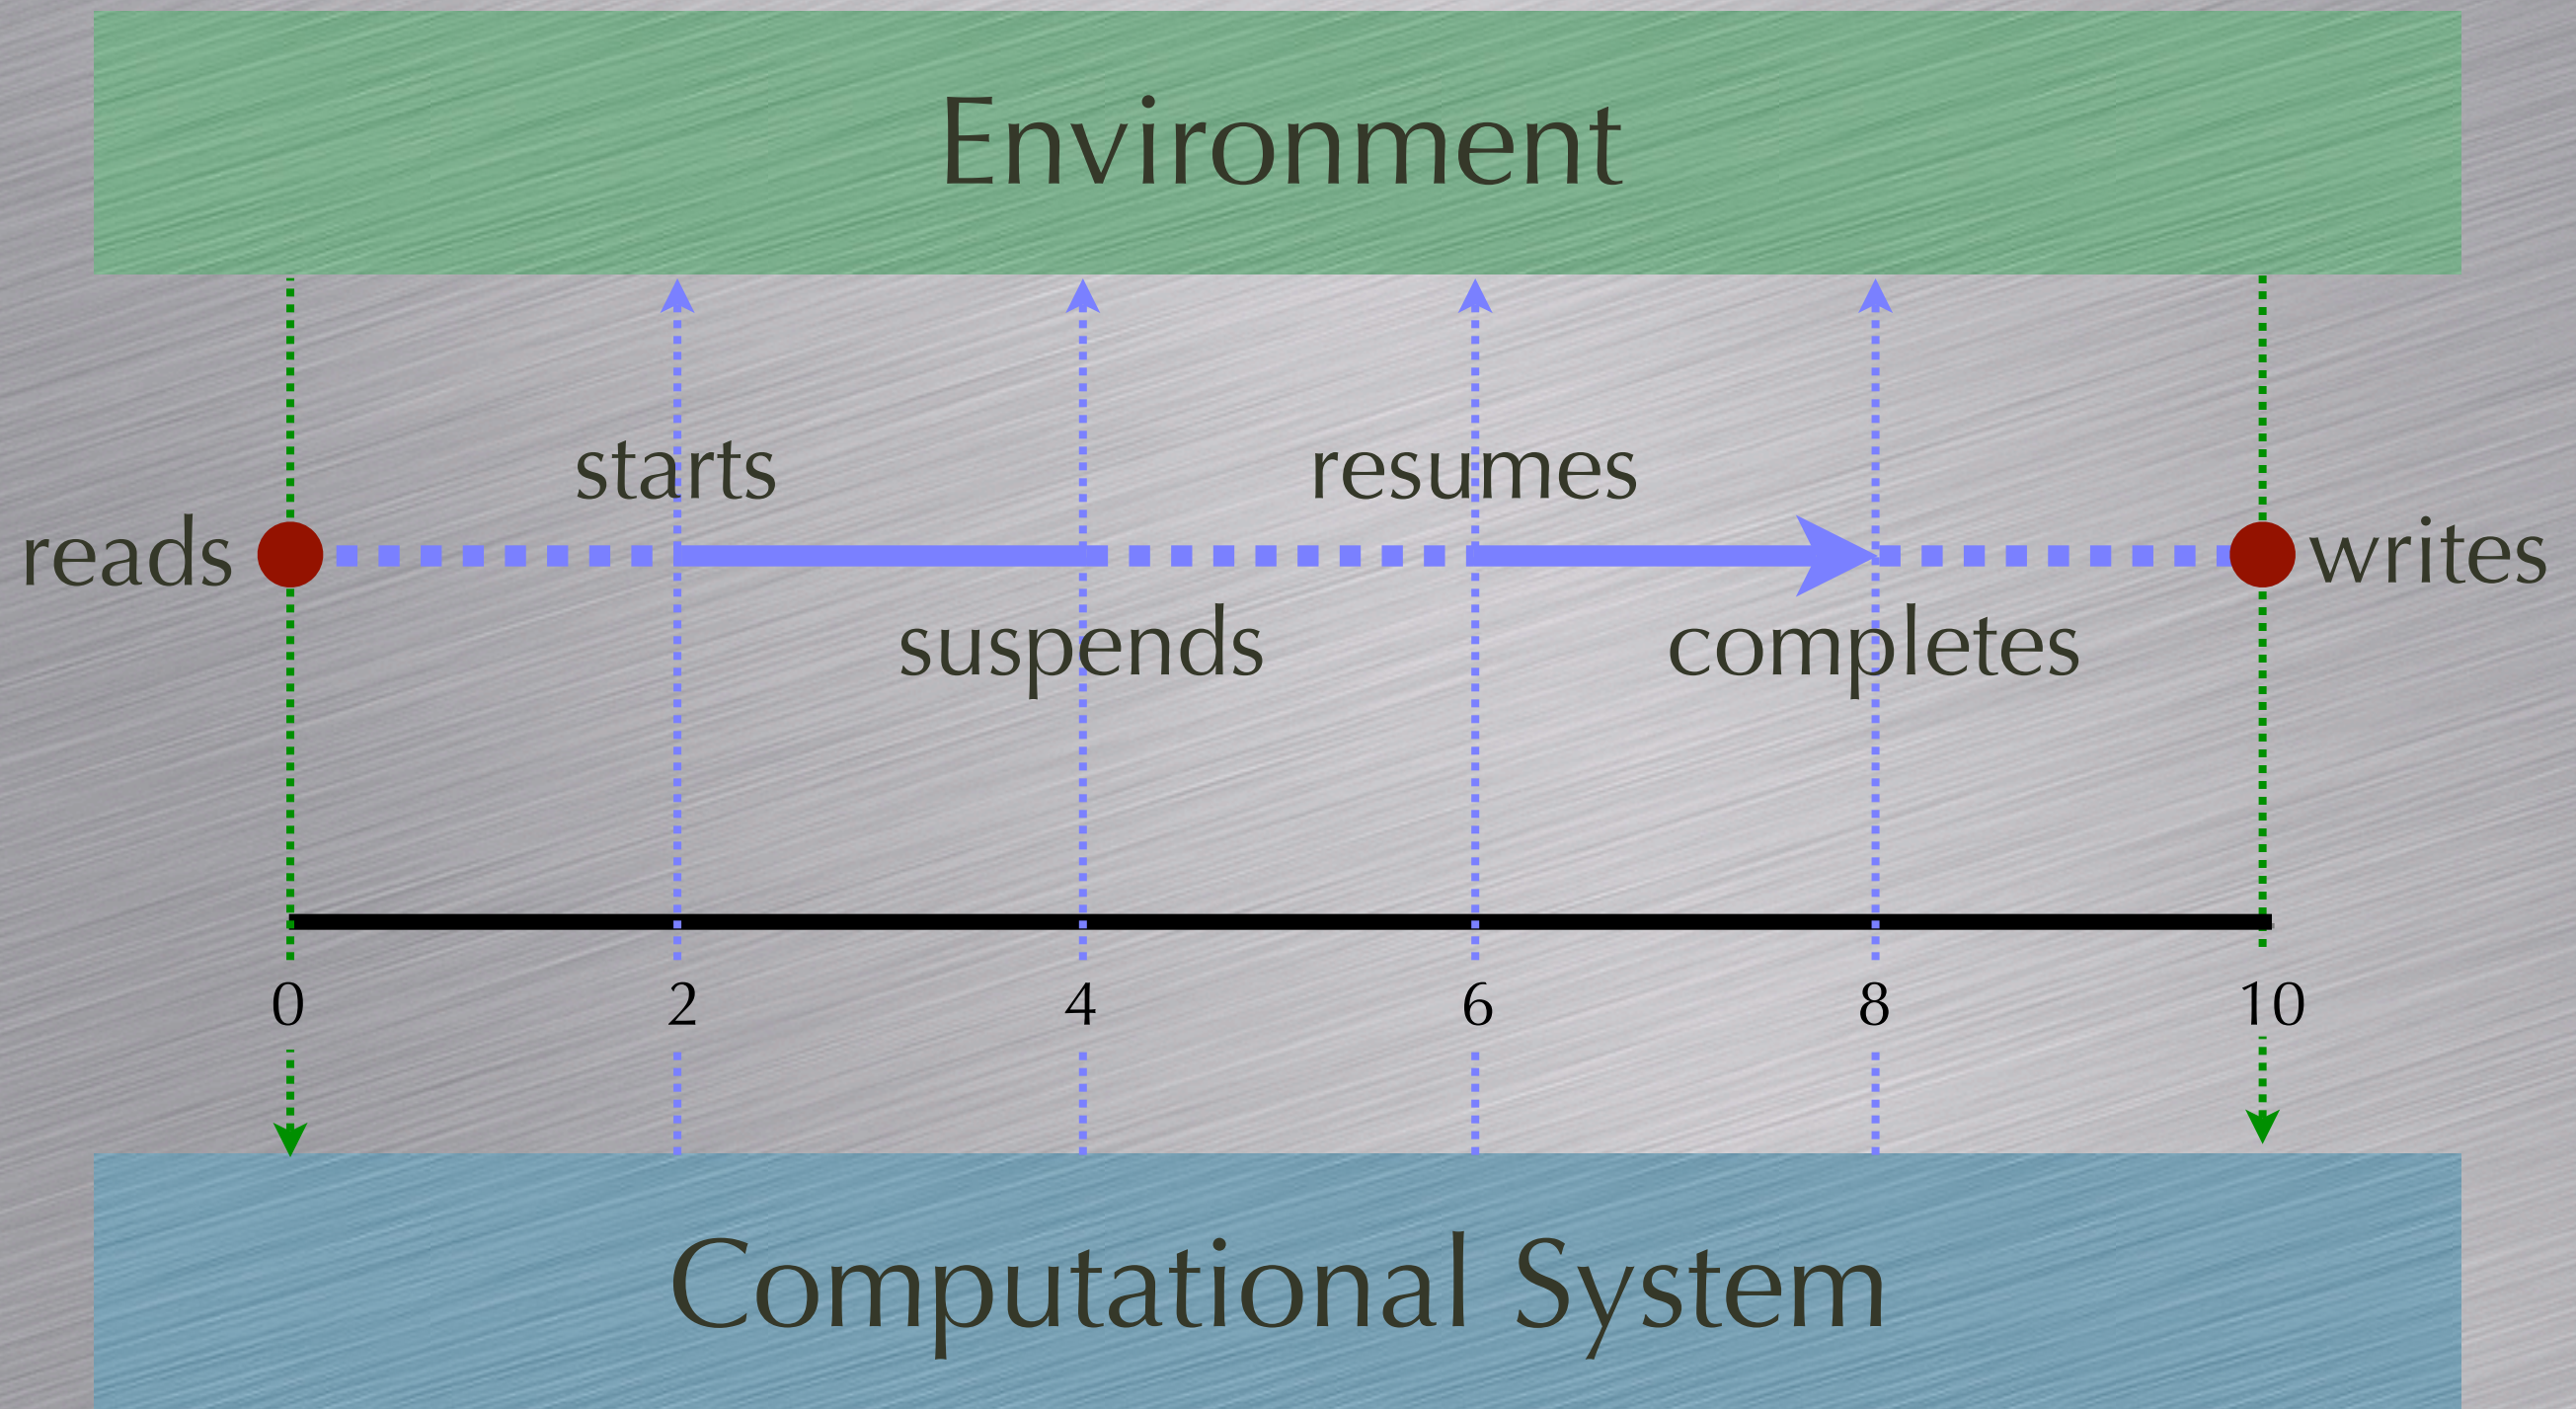 Environment
starts
resumes
reads
writes
suspends
completes
0 2 4 6 8 10
Computational System